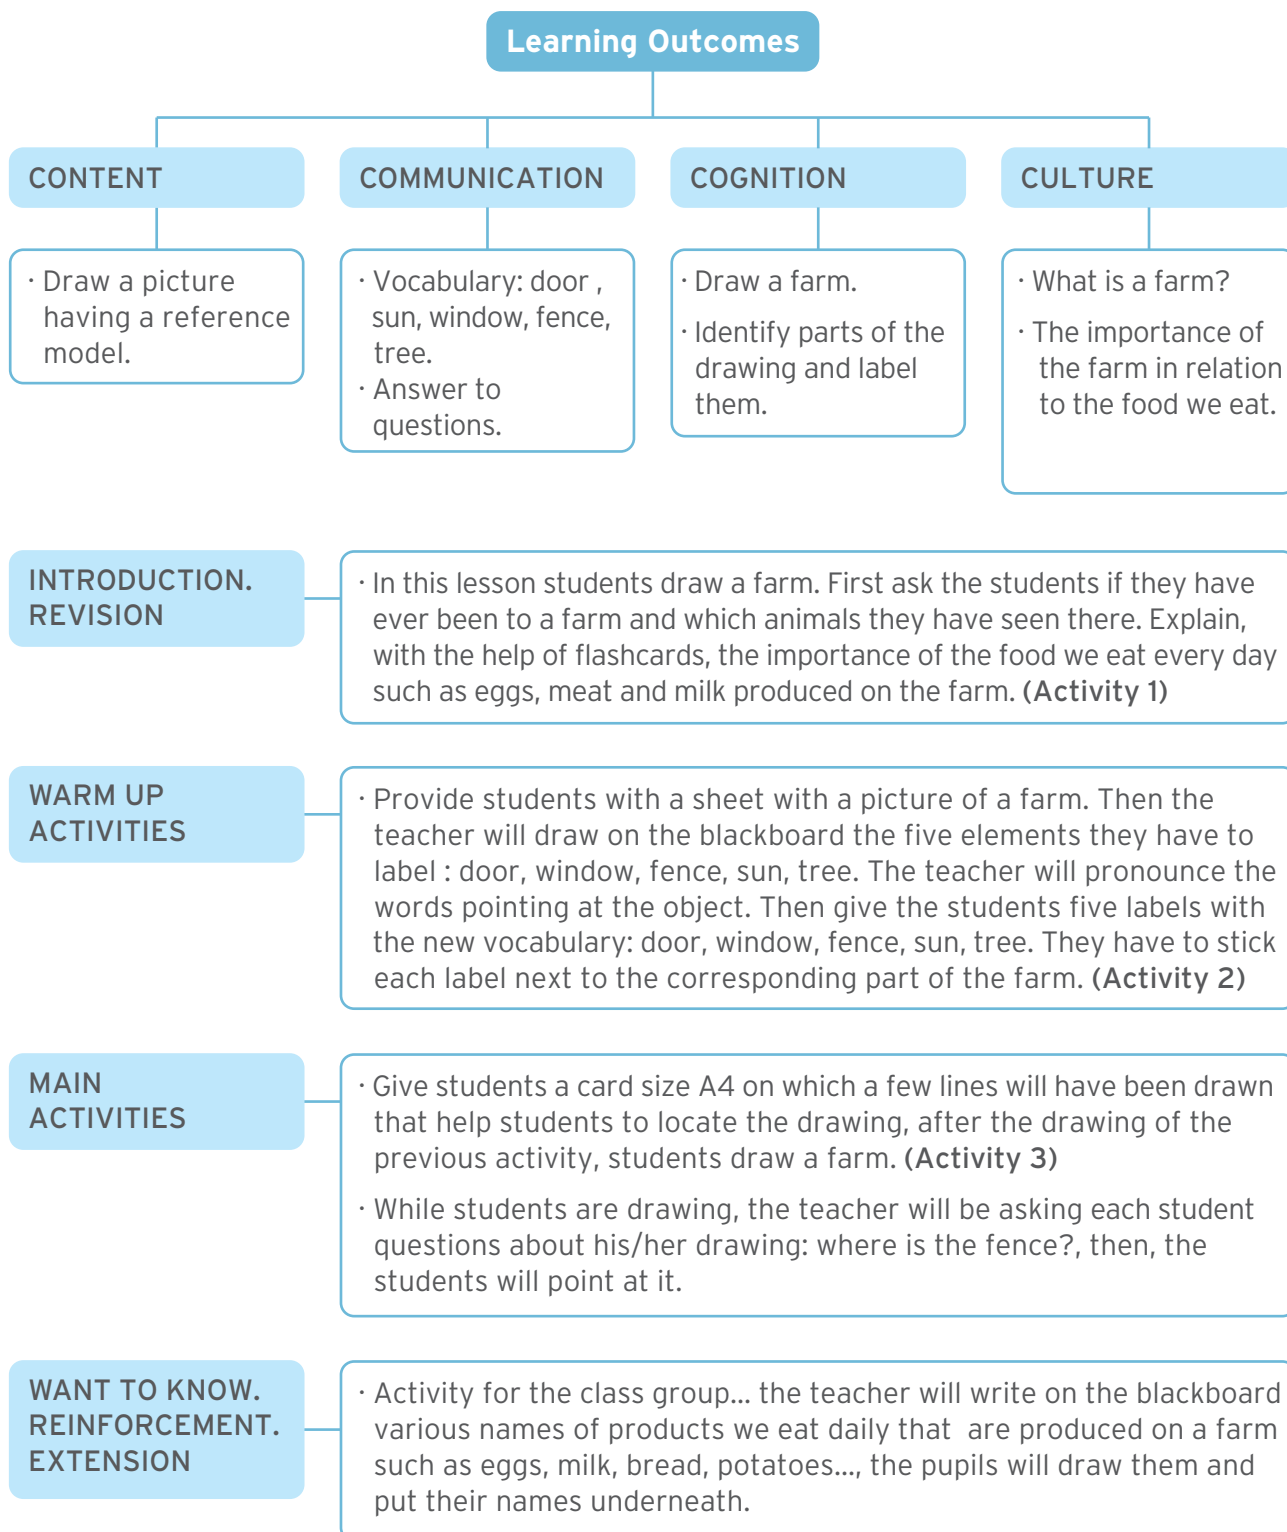 Learning Outcomes
CONTENT
COMMUNICATION
COGNITION
CULTURE
· Draw a picture
having a reference
model.
· Vocabulary: door ,
sun, window, fence,
tree.
· Answer to
questions.
· Draw a farm.
· Identify parts of the
drawing and label
them.
· What is a farm?
· The importance of
the farm in relation
to the food we eat.
INTRODUCTION.
REVISION
· In this lesson students draw a farm. First ask the students if they have
ever been to a farm and which animals they have seen there. Explain,
with the help of flashcards, the importance of the food we eat every day
such as eggs, meat and milk produced on the farm. (Activity 1)
WARM UP
ACTIVITIES
· Provide students with a sheet with a picture of a farm. Then the
teacher will draw on the blackboard the five elements they have to
label : door, window, fence, sun, tree. The teacher will pronounce the
words pointing at the object. Then give the students five labels with
the new vocabulary: door, window, fence, sun, tree. They have to stick
each label next to the corresponding part of the farm. (Activity 2)
MAIN
ACTIVITIES
· Give students a card size A4 on which a few lines will have been drawn
that help students to locate the drawing, after the drawing of the
previous activity, students draw a farm. (Activity 3)
· While students are drawing, the teacher will be asking each student
questions about his/her drawing: where is the fence?, then, the
students will point at it.
WANT TO KNOW.
REINFORCEMENT.
EXTENSION
· Activity for the class group... the teacher will write on the blackboard
various names of products we eat daily that  are produced on a farm
such as eggs, milk, bread, potatoes..., the pupils will draw them and
put their names underneath.